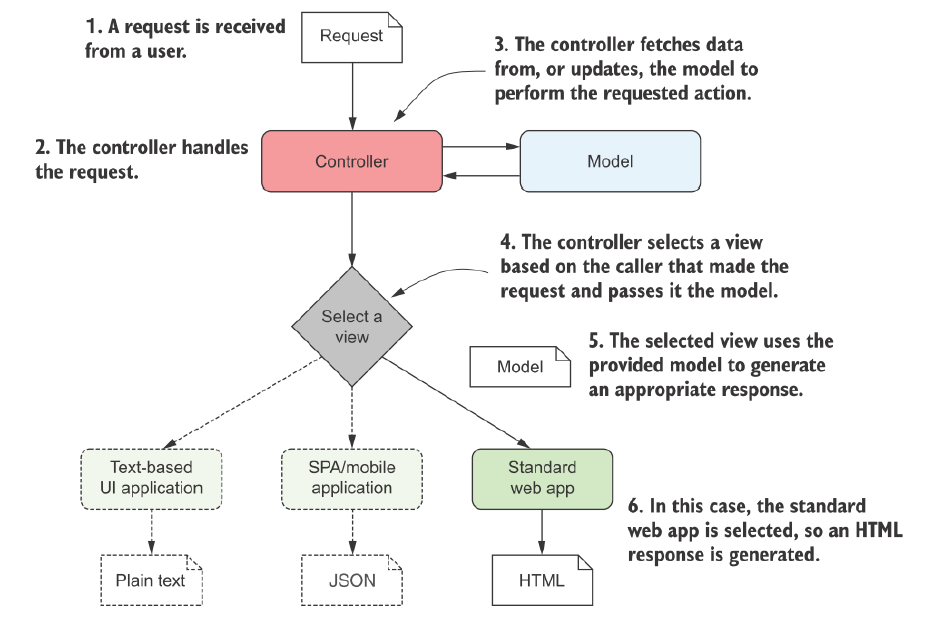 1. A request is received
from a user.
Request
3. The controller fetches data
from, or updates, the model to
perform the requested action.
2. The controller handles
the request.
Controller
Model
4. The controller selects a view
based on the caller that made the
request and passes it the model.
Select a
view
Model
5. The selected view uses the
provided model to generate
an appropriate response.
Text-based
UI application
SPA/mobile
application
Standard
web app
6. In this case, the standard
web app is selected, so an HTML
response is generated.
Plain text
JSON
HTML